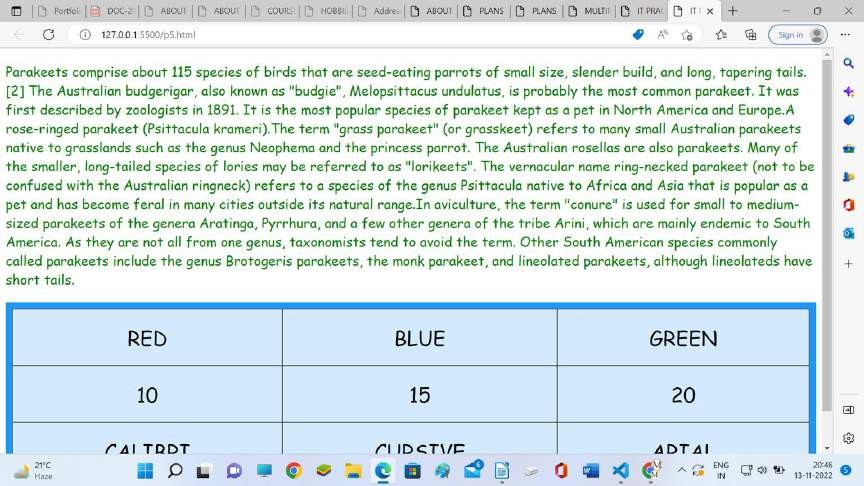 Portfoli
DOC-2
ABOUT
ABOUT
COURS
HOBBI
Addre
ABOUT
PLANS
PLANS
MULTIP
IT PRA
IT
127.0.0.1:5500/p5.html
Sign in
Parakeets comprise about 115 species of birds that are seed-eating parrots of small size, slender build, and long, tapering tails.
[2] The Australian budgerigar, also known as "budgie", Melopsittacus undulatus, is probably the most common parakeet. It was
first described by zoologists in 1891. It is the most popular species of parakeet kept as a pet in North America and Europe.A
rose-ringed parakeet (Psittacula krameri).The term "grass parakeet" (or grasskeet) refers to many small Australian parakeets
native to grasslands such as the genus Neophema and the princess parrot. The Australian rosellas are also parakeets. Many of
the smaller, long-tailed species of lories may be referred to as "lorikeets". The vernacular name ring-necked parakeet (not to be
confused with the Australian ringneck) refers to a species of the genus Psittacula native to Africa and Asia that is popular as a
pet and has become feral in many cities outside its natural range.In aviculture, the term "conure" is used for small to medium-
sized parakeets of the genera Aratinga, Pyrrhura, and a few other genera of the tribe Arini, which are mainly endemic to South
America. As they are not all from one genus, taxonomists tend to avoid the term. Other South American species commonly
called parakeets include the genus Brotogeris parakeets, the monk parakeet, and lineolated parakeets, although lineolateds have
short tails.
RED BLUE GREEN
10 15 20
CALIBRI CURSIVE ARIAL
21°C
Haze
ENG
IN
20:46
13-11-2022